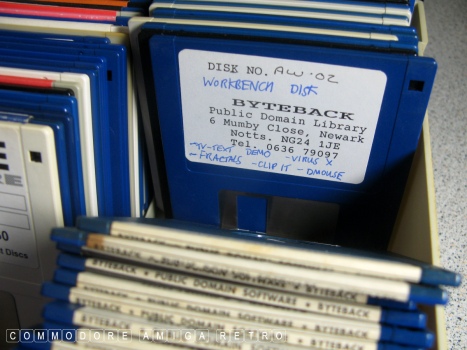 DISK NO. AW·02
WORKBENCH DISK
BYTEBACK
Public Domain Library
6 Mumby Close, Newark
Notts. NG24 1JE
Tel. 0636 79097
-TV-TEXT DEMO -VIRUS X
-FRACTALS -CLIP IT -DMOUSE
BYTEBACK • PUBLIC DOMAIN SOFTWARE • BYTEBACK
PUBLIC DOMAIN SOFTWARE • BYTEBACK
BYTEBACK
BYTEBACK
COMMODORE AMIGA RETRO